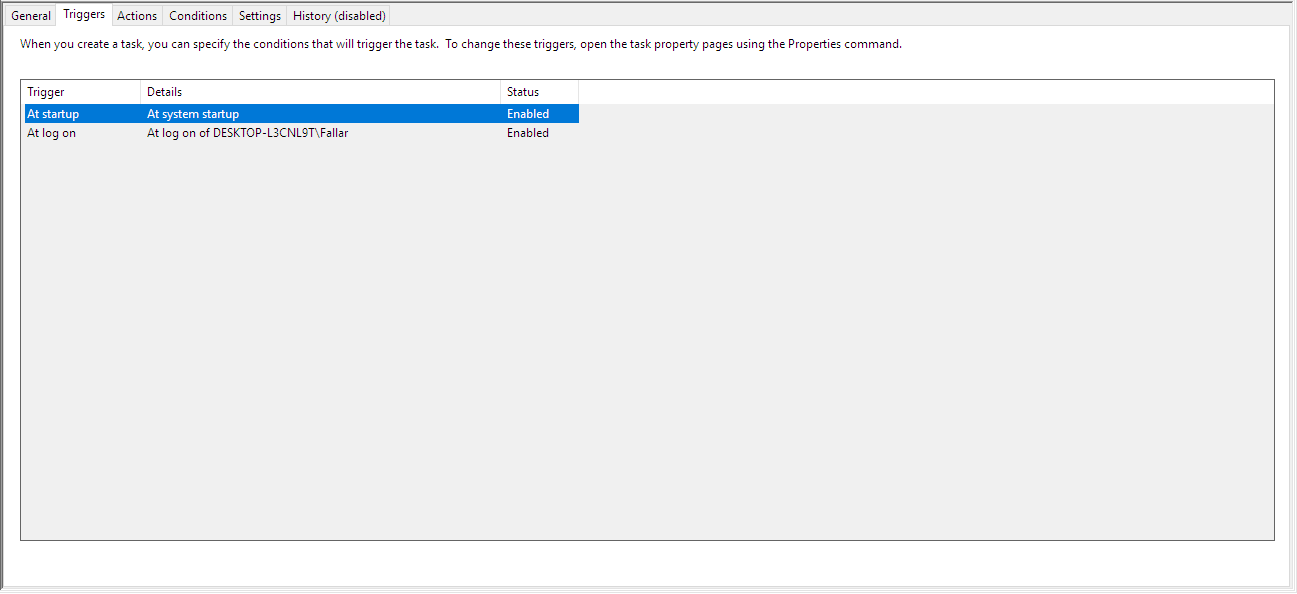 General Triggers Actions Conditions Settings History (disabled)
When you create a task, you can specify the conditions that will trigger the task.  To change these triggers, open the task property pages using the Properties command.
Trigger Details Status
At startup At system startup Enabled
At log on At log on of DESKTOP-L3CNL9T\Fallar Enabled